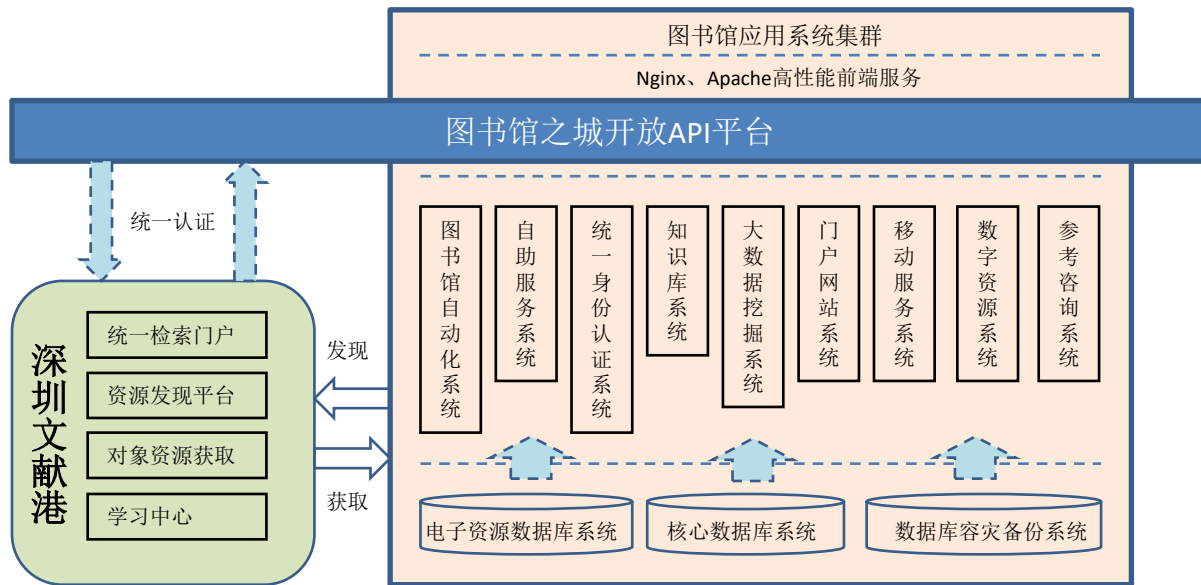 图书馆应用系统集群
Nginx、Apache高性能前端服务
图书馆之城开放API平台
统一认证
深圳文献港
统一检索门户
资源发现平台
对象资源获取
学习中心
发现
获取
图书馆自动化系统
自助服务系统
统一身份认证系统
知识库系统
大数据挖掘系统
门户网站系统
移动服务系统
数字资源系统
参考咨询系统
电子资源数据库系统
核心数据库系统
数据库容灾备份系统